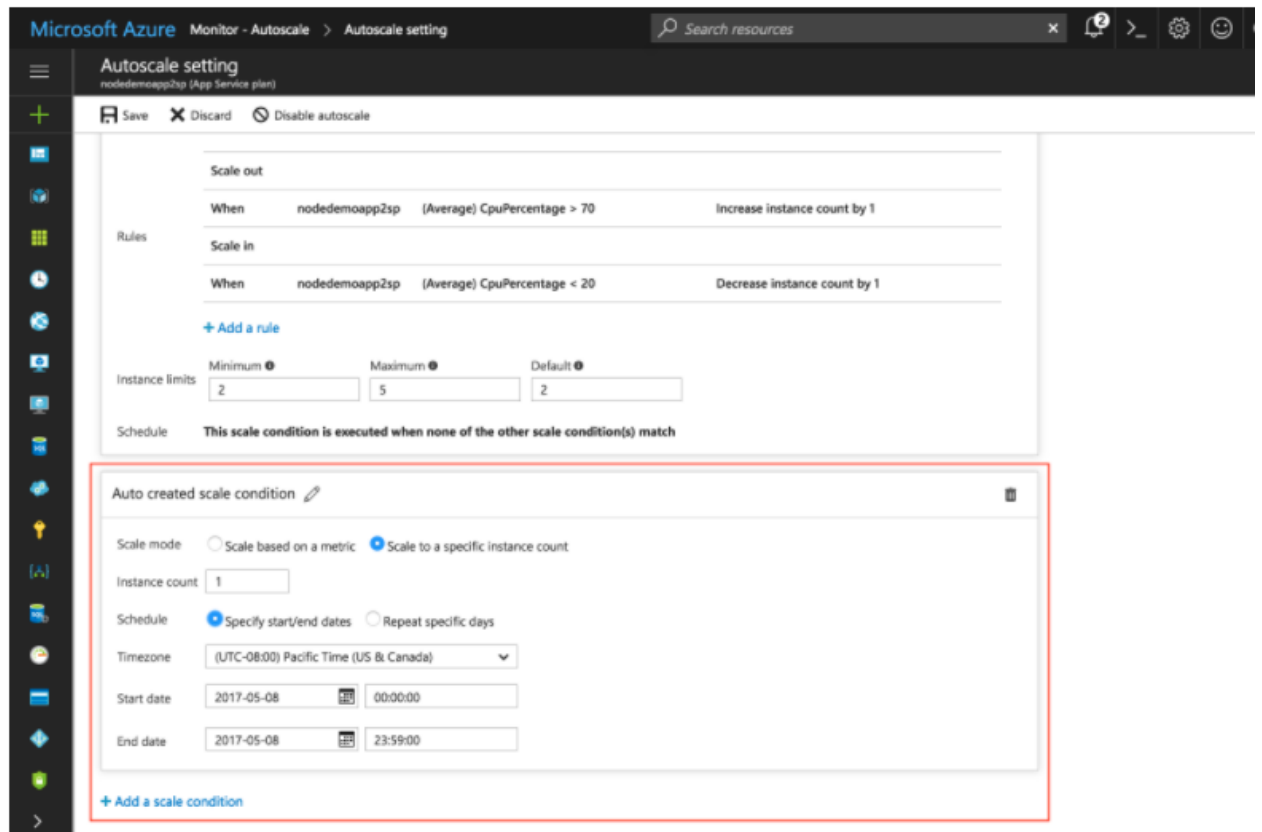 Microsoft Azure Monitor - Autoscale > Autoscale setting Search resources 2
Autoscale setting
nodedemoapp2sp (App Service plan)
Save Discard Disable autoscale
Scale out
When nodedemoapp2sp (Average) CpuPercentage > 70 Increase instance count by 1
Rules
Scale in
When nodedemoapp2sp (Average) CpuPercentage < 20 Decrease instance count by 1
+ Add a rule
Minimum Maximum Default
Instance limits 2 5 2
Schedule This scale condition is executed when none of the other scale condition(s) match
Auto created scale condition
Scale mode Scale based on a metric Scale to a specific instance count
Instance count 1
Schedule Specify start/end dates Repeat specific days
Timezone (UTC-08:00) Pacific Time (US & Canada)
Start date 2017-05-08 00:00:00
End date 2017-05-08 23:59:00
+ Add a scale condition